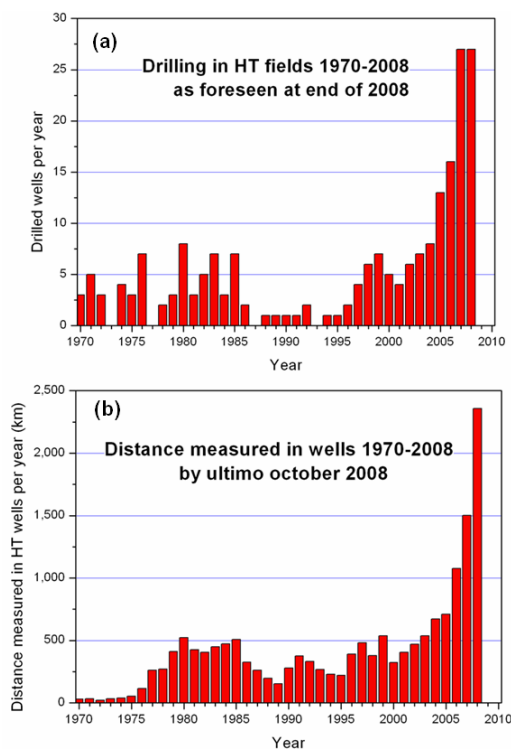 (a)
Drilling in HT fields 1970-2008
as foreseen at end of 2008
Drilled wells per year
30
25
20
15
10
5
0
1970 1975 1980 1985 1990 1995 2000 2005 2010
Year
(b)
Distance measured in wells 1970-2008
by ultimo october 2008
Distance measured in HT wells per year (km)
2,500
2,000
1,500
1,000
500
0
1970 1975 1980 1985 1990 1995 2000 2005 2010
Year